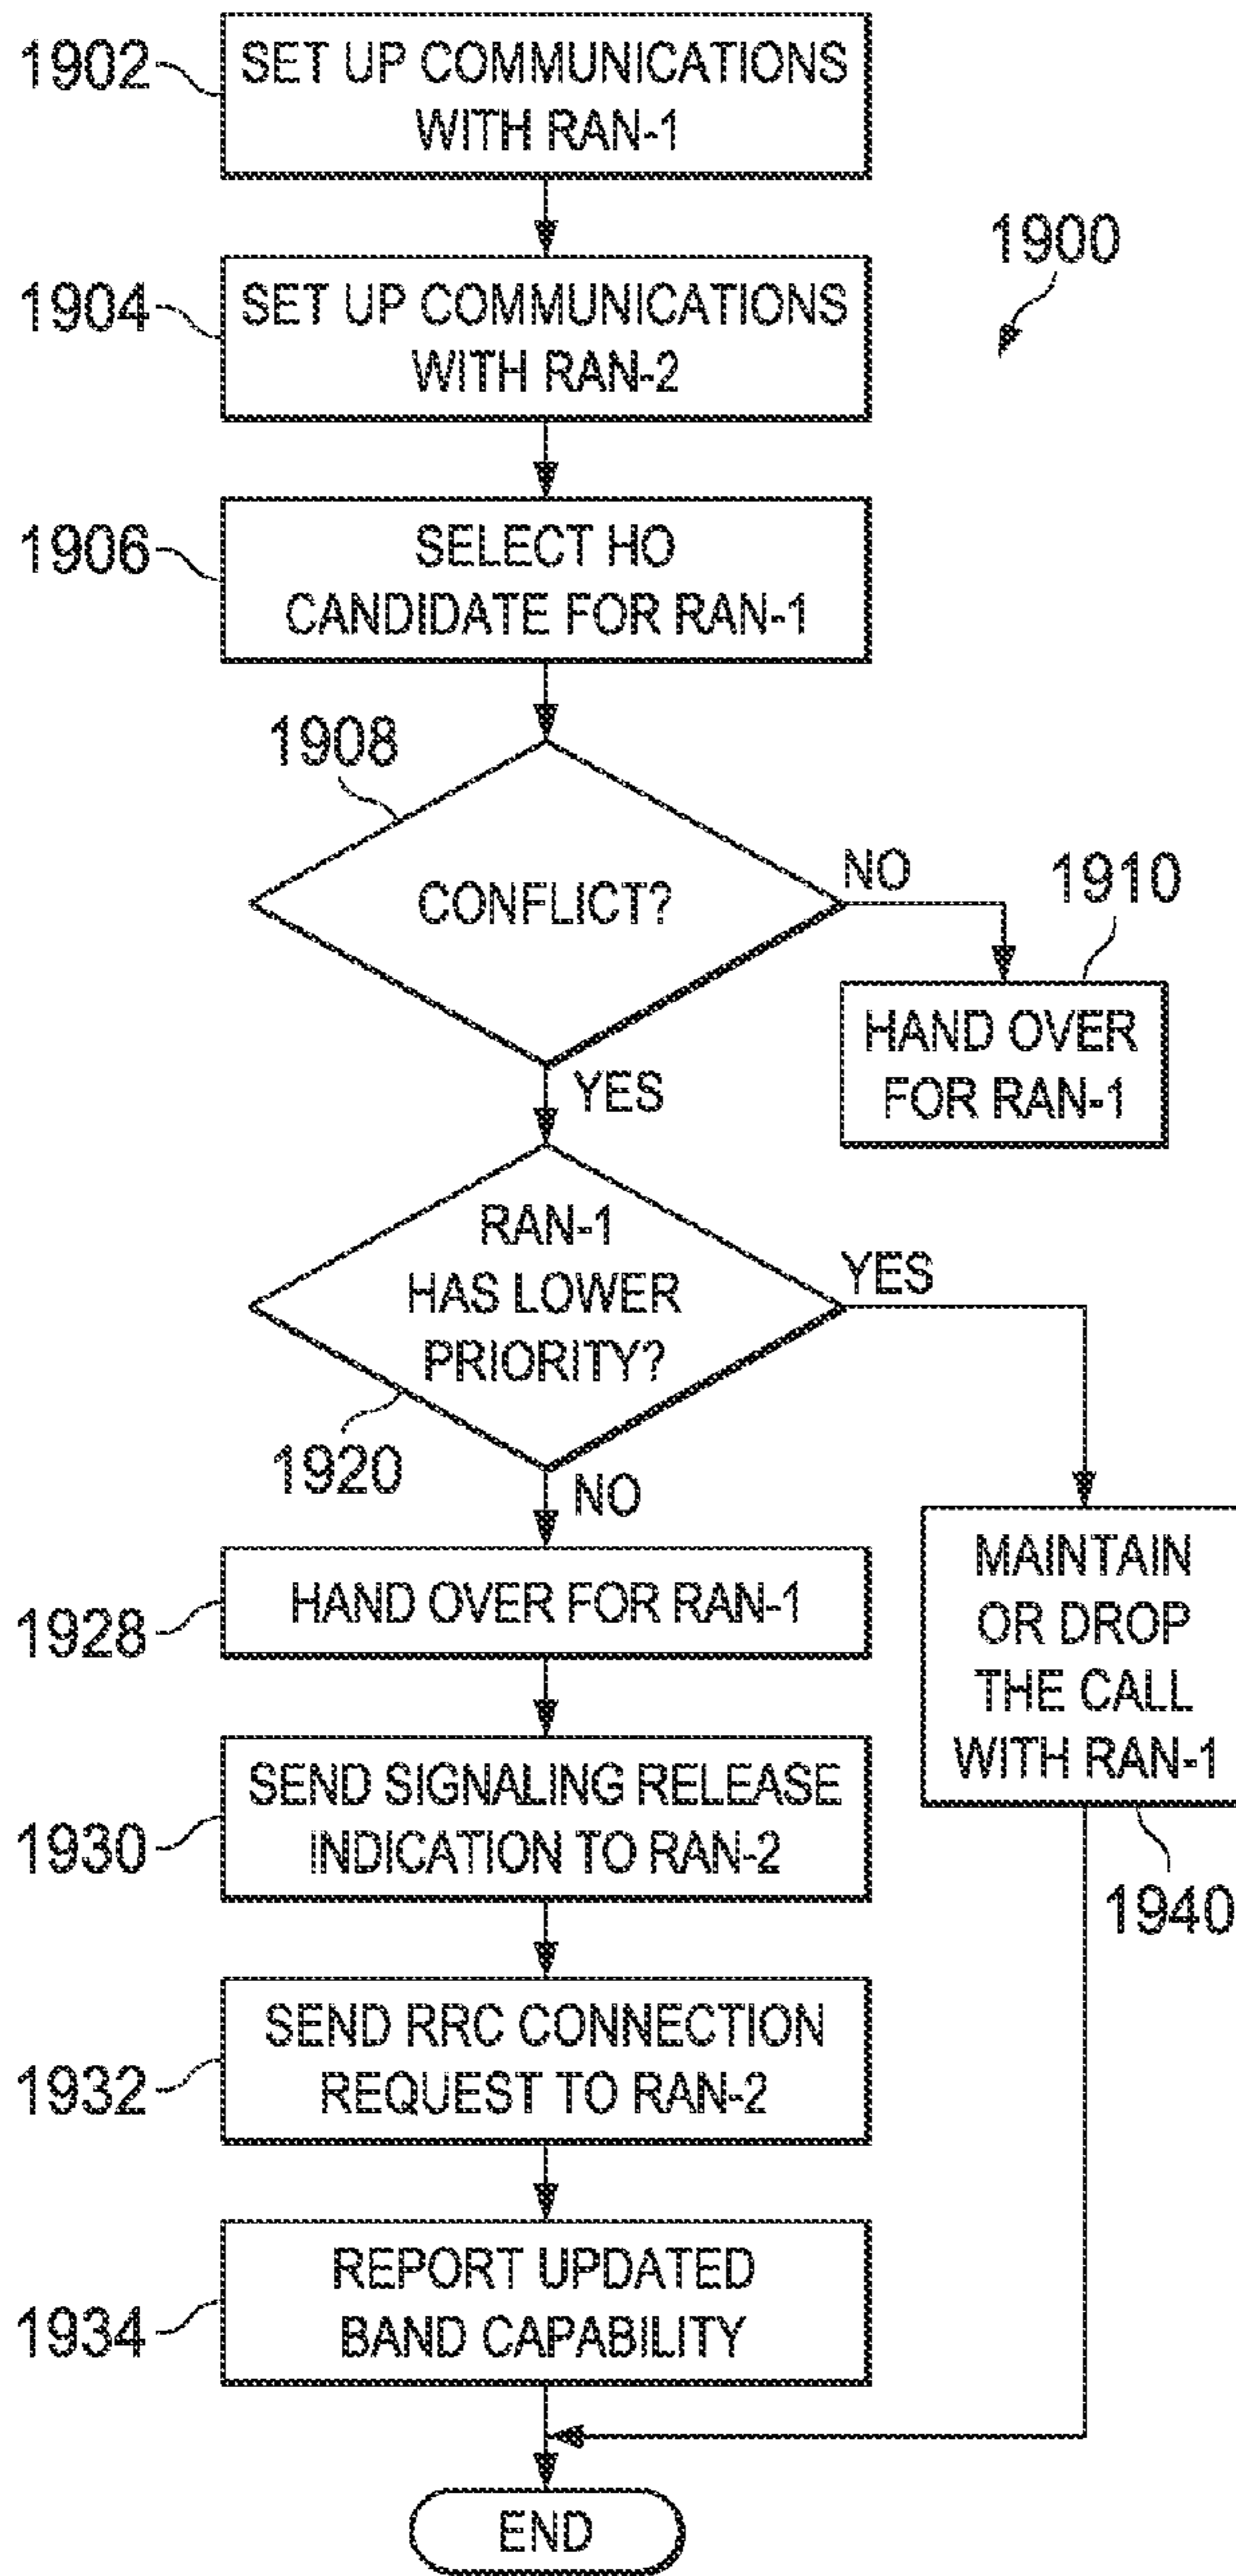 1902
SET UP COMMUNICATIONS
WITH RAN-1
1900
1904
SET UP COMMUNICATIONS
WITH RAN-2
1906
SELECT HO
CANDIDATE FOR RAN-1
1908
CONFLICT?
NO
1910
HAND OVER
FOR RAN-1
YES
RAN-1
HAS LOWER
PRIORITY?
YES
1920
NO
1928
HAND OVER FOR RAN-1
MAINTAIN
OR DROP
THE CALL
WITH RAN-1
1940
1930
SEND SIGNALING RELEASE
INDICATION TO RAN-2
1932
SEND RRC CONNECTION
REQUEST TO RAN-2
1934
REPORT UPDATED
BAND CAPABILITY
END